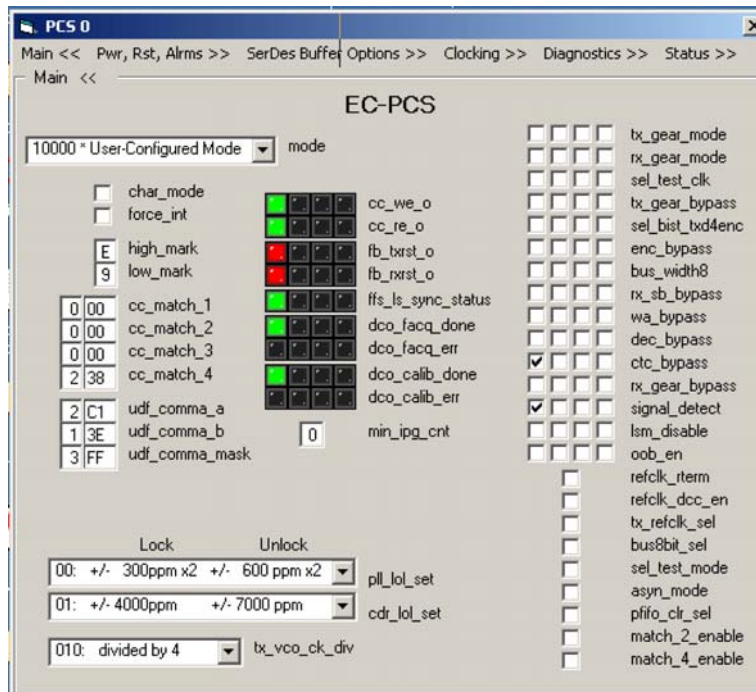 PCS 0
Main << Pwr, Rst, Alrms >> SerDes Buffer Options >> Clocking >> Diagnostics >> Status >>
Main <<
EC-PCS
10000 * User-Configured Mode mode
char_mode
force_int
E high_mark
9 low_mark
0 00 cc_match_1
0 00 cc_match_2
0 00 cc_match_3
2 38 cc_match_4
2 C1 udf_comma_a
1 3E udf_comma_b
3 FF udf_comma_mask
cc_we_o
cc_re_o
fb_txrst_o
fb_rxrst_o
ffs_ls_sync_status
dco_facq_done
dco_facq_err
dco_calib_done
dco_calib_err
0 min_ipg_cnt
tx_gear_mode
rx_gear_mode
sel_test_clk
tx_gear_bypass
sel_bist_txd4enc
enc_bypass
bus_width8
rx_sb_bypass
wa_bypass
dec_bypass
ctc_bypass
rx_gear_bypass
signal_detect
lsm_disable
oob_en
refclk_rterm
refclk_dcc_en
tx_refclk_sel
bus8bit_sel
sel_test_mode
asyn_mode
pfifo_clr_sel
match_2_enable
match_4_enable
Lock Unlock
00: +/- 300ppm x2 +/- 600 ppm x2 pll_lol_set
01: +/- 4000ppm +/- 7000 ppm cdr_lol_set
010: divided by 4 tx_vco_ck_div